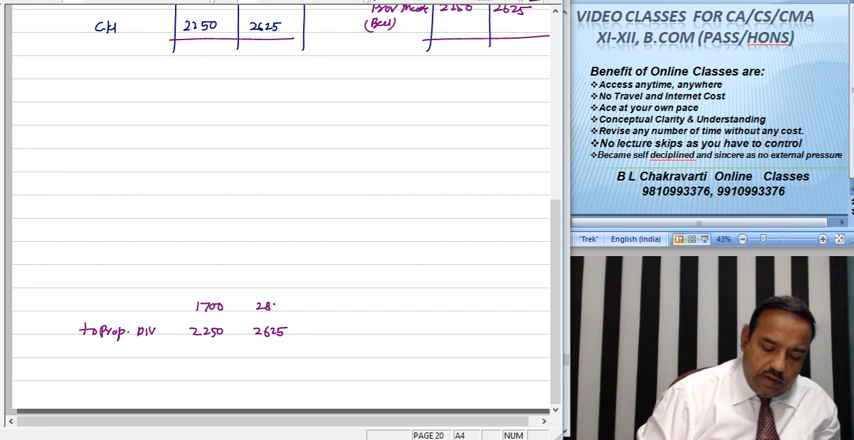 Prov made 2250 2625
CH 2250 2625
(Bal)
1700 28
to Prop. DIV 2250 2625
PAGE 20 A4 NUM
VIDEO CLASSES FOR CA/CS/CMA
XI-XII, B.COM (PASS/HONS)
Benefit of Online Classes are:
❖Access anytime, anywhere
❖No Travel and Internet Cost
❖Ace at your own pace
❖Conceptual Clarity & Understanding
❖Revise any number of time without any cost.
❖No lecture skips as you have to control
❖Became self deciplined and sincere as no external pressure
B L Chakravarti Online Classes
9810993376, 9910993376
"Trek" English (India) 43%